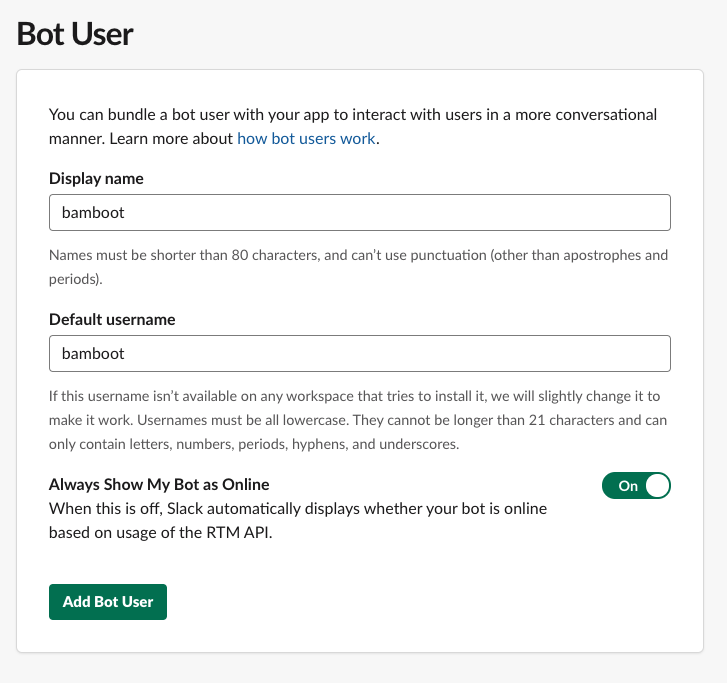 Bot User
You can bundle a bot user with your app to interact with users in a more conversational
manner. Learn more about how bot users work.
Display name
bamboot
Names must be shorter than 80 characters, and can’t use punctuation (other than apostrophes and
periods).
Default username
bamboot
If this username isn’t available on any workspace that tries to install it, we will slightly change it to
make it work. Usernames must be all lowercase. They cannot be longer than 21 characters and can
only contain letters, numbers, periods, hyphens, and underscores.
Always Show My Bot as Online
On
When this is off, Slack automatically displays whether your bot is online
based on usage of the RTM API.
Add Bot User